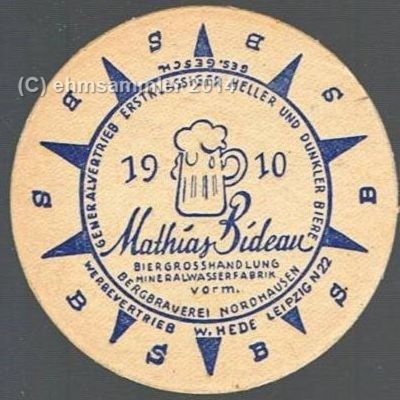 (C) ehmsammler 2014
GES. GESCH.
GENERALVERTRIEB ERSTKLASSIGER HELLER UND DUNKLER BIERE
19 10
Mathias Bideau
BIERGROSSHANDLUNG
MINERALWASSERFABRIK
vorm.
BERGBRAUEREI NORDHAUSEN
WERBEVERTRIEB W. HEDE LEIPZIG N22
B S B S B S B S B S B S